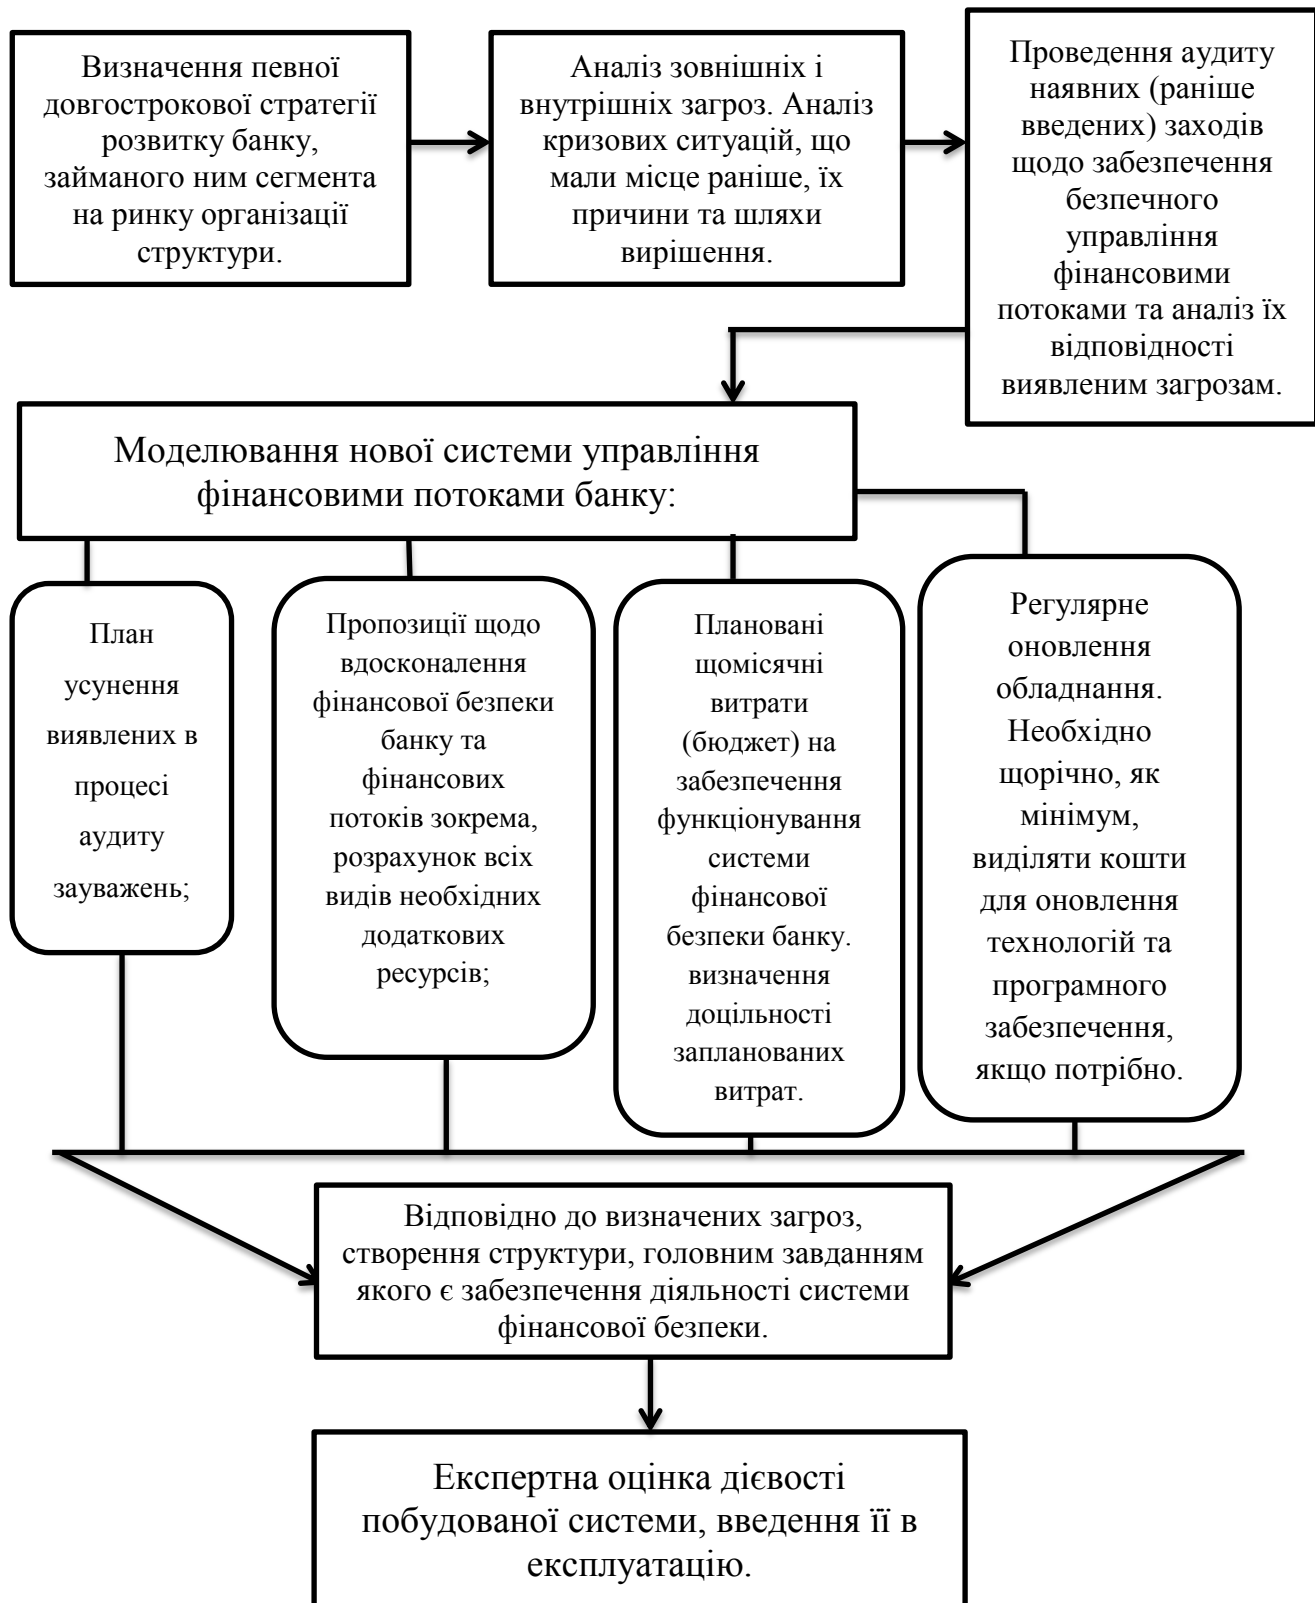 Визначення певної
довгострокової стратегії
розвитку банку,
займаного ним сегмента
на ринку організації
структури.
Аналіз зовнішніх і
внутрішніх загроз. Аналіз
кризових ситуацій, що
мали місце раніше, їх
причини та шляхи
вирішення.
Проведення аудиту
наявних (раніше
введених) заходів
щодо забезпечення
безпечного
управління
фінансовими
потоками та аналіз їх
відповідності
виявленим загрозам.
Моделювання нової системи управління
фінансовими потоками банку:
План
усунення
виявлених в
процесі
аудиту
зауважень;
Пропозиції щодо
вдосконалення
фінансової безпеки
банку та
фінансових
потоків зокрема,
розрахунок всіх
видів необхідних
додаткових
ресурсів;
Плановані
щомісячні
витрати
(бюджет) на
забезпечення
функціонування
системи
фінансової
безпеки банку.
визначення
доцільності
запланованих
витрат.
Регулярне
оновлення
обладнання.
Необхідно
щорічно, як
мінімум,
виділяти кошти
для оновлення
технологій та
програмного
забезпечення,
якщо потрібно.
Відповідно до визначених загроз,
створення структури, головним завданням
якого є забезпечення діяльності системи
фінансової безпеки.
Експертна оцінка дієвості
побудованої системи, введення її в
експлуатацію.